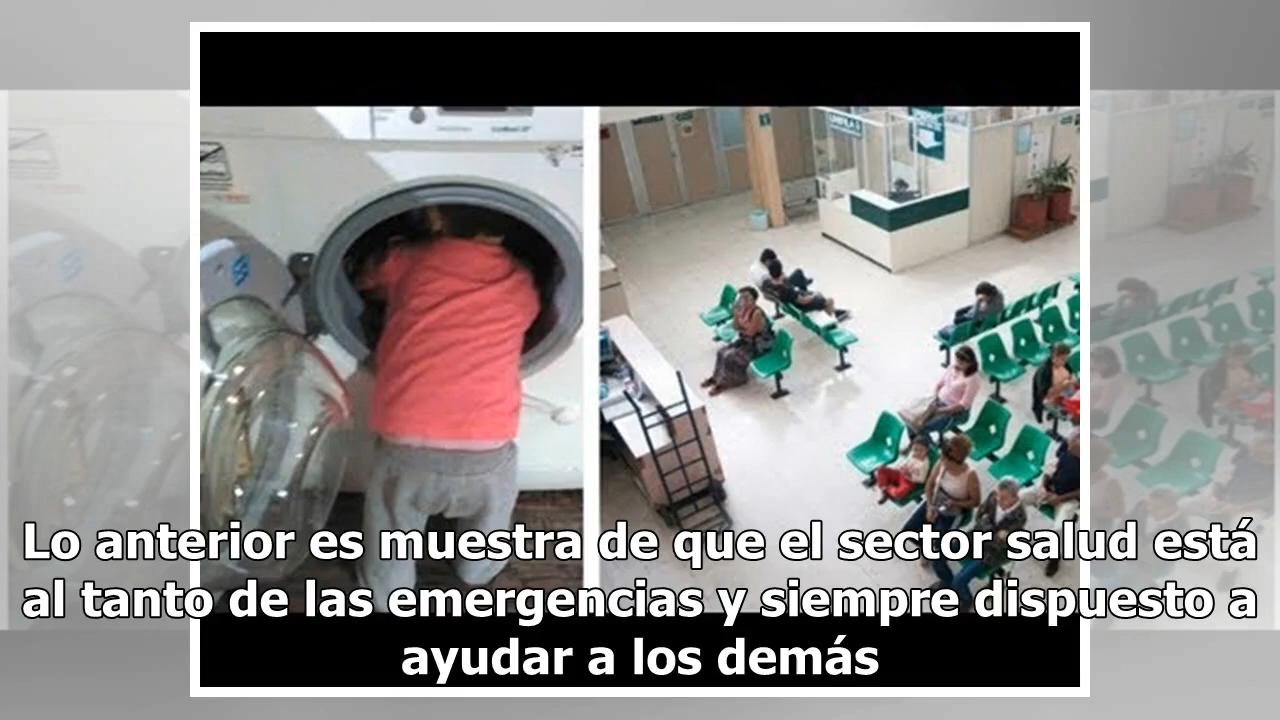 Lo anterior es muestra de que el sector salud está
al tanto de las emergencias y siempre dispuesto a
ayudar a los demás